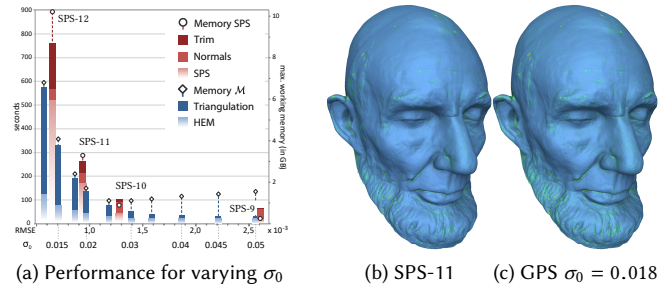 900
800
700
600
500
400
300
200
100
0
seconds
SPS-12
SPS-11
SPS-10
SPS-9
Memory SPS
Trim
Normals
SPS
Memory M
Triangulation
HEM
10
8
6
4
2
max. working memory (in GB)
RMSE 1,5 2 2,5 x 10⁻³
σ₀ 0.015 0.02 0.03 0.04 0.045 0.05
(a) Performance for varying σ₀
(b) SPS-11
(c) GPS σ₀ = 0.018